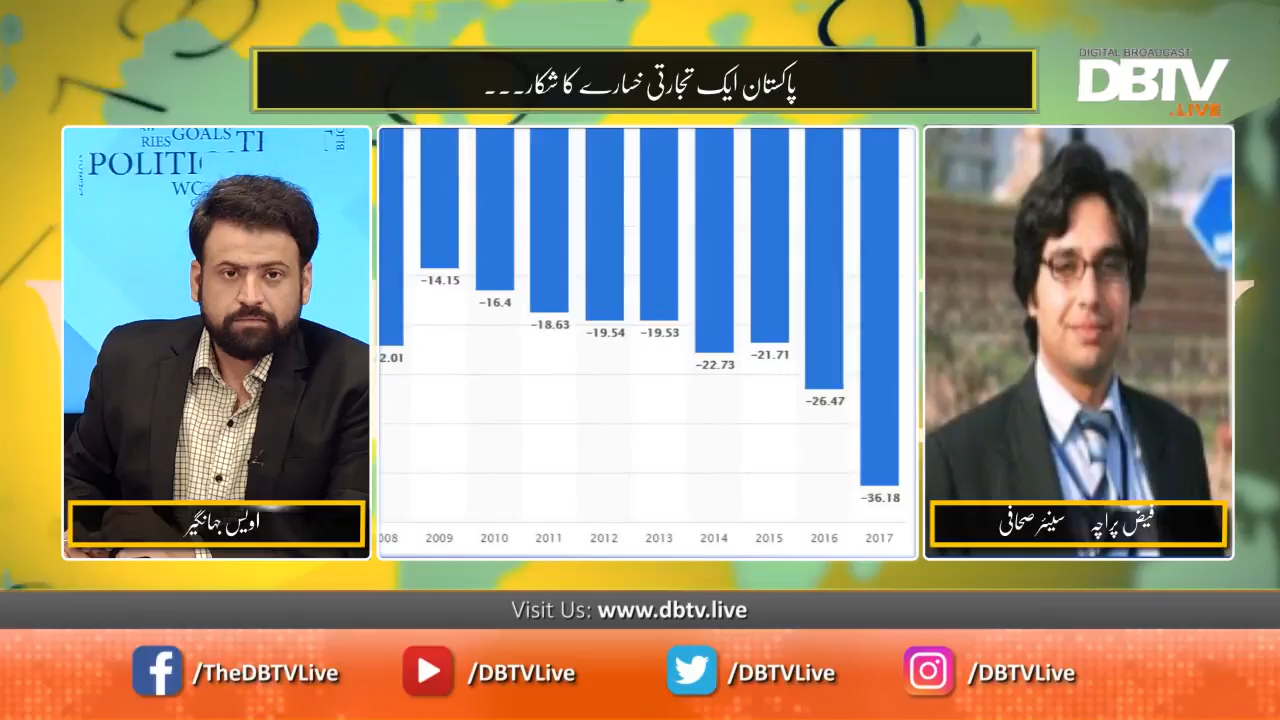 DIGITAL BROADCAST
DBTV
.LIVE
پاکستان ایک تجارتی خسارے کا شکار۔۔۔
RIES GOALS
POLITI
-14.15
-16.4
-18.63
-19.54
-19.53
-22.73
-21.71
-26.47
-36.18
2.01
008 2009 2010 2011 2012 2013 2014 2015 2016 2017
اویس جہانگیر
فیض پراچہ سینئر صحافی
Visit Us: www.dbtv.live
/TheDBTVLive /DBTVLive /DBTVLive /DBTVLive